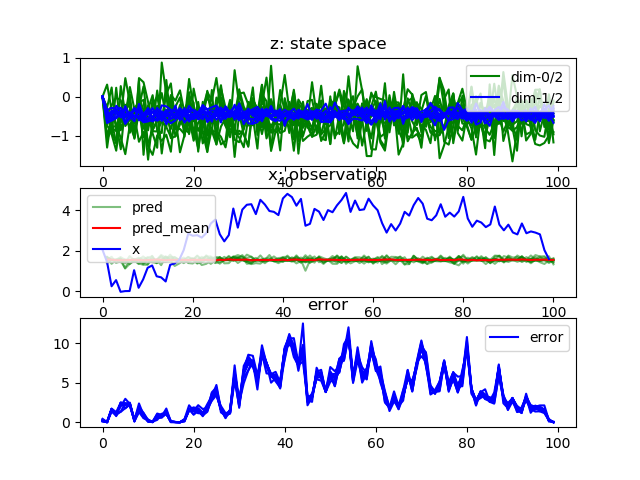 z: state space
1
0
−1
dim-0/2
dim-1/2
0 20 40 60 80 100
x: observation
4
2
0
pred
pred_mean
x
0 20 40 60 80 100
error
10
5
0
error
0 20 40 60 80 100